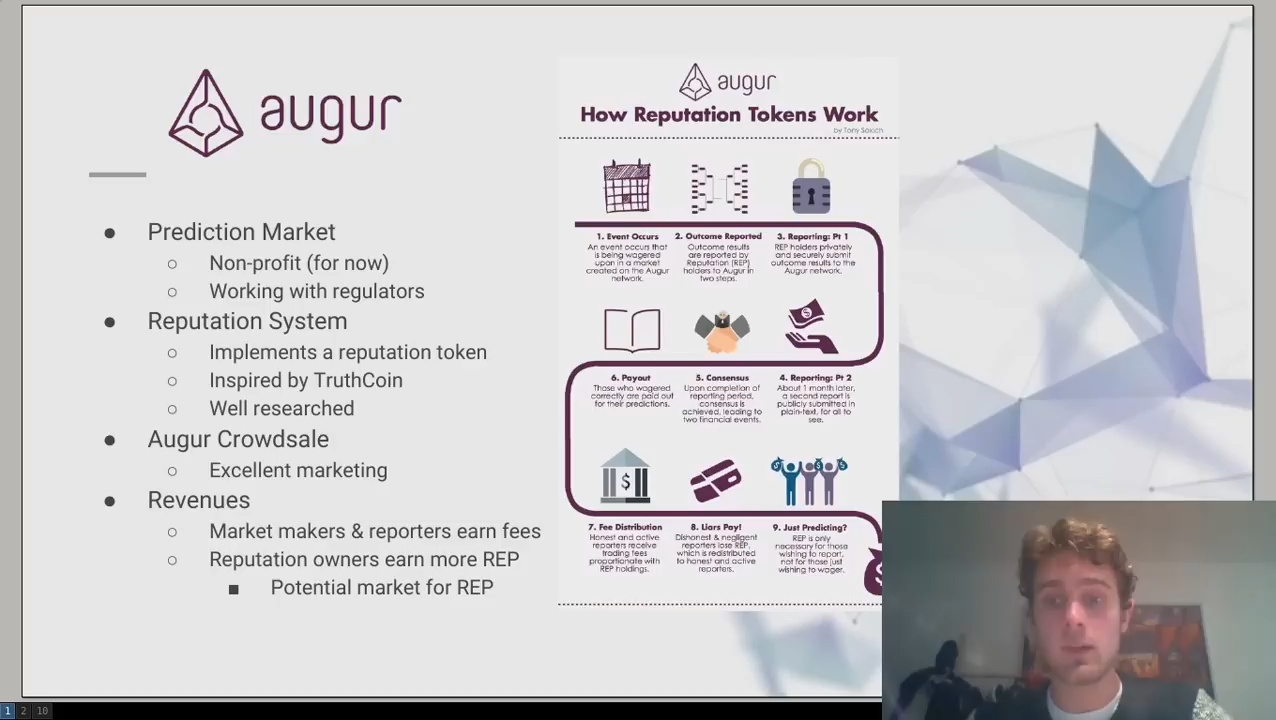 augur
Prediction Market
Non-profit (for now)
Working with regulators
Reputation System
Implements a reputation token
Inspired by TruthCoin
Well researched
Augur Crowdsale
Excellent marketing
Revenues
Market makers & reporters earn fees
Reputation owners earn more REP
Potential market for REP
augur
How Reputation Tokens Work
by Tony Sakich
1. Event Occurs
An event occurs that
is being wagered
upon in a market
created on the Augur
network.
2. Outcome Reported
Outcome results
are reported by
Reputation (REP)
holders to Augur in
two steps.
3. Reporting: Pt 1
REP holders privately
and securely submit
outcome results to the
Augur network.
6. Payout
Those who wagered
correctly are paid out
for their predictions.
5. Consensus
Upon completion of
reporting period,
consensus is
achieved, leading to
two financial events.
4. Reporting: Pt 2
About 1 month later,
a second report is
publicly submitted in
plain-text, for all to
see.
7. Fee Distribution
Honest and active
reporters receive
trading fees
proportionate with
REP holdings.
8. Liars Pay!
Dishonest & negligent
reporters lose REP,
which is redistributed
to honest and active
reporters.
9. Just Predicting?
REP is only
necessary for those
wishing to report,
not for those just
wishing to wager.
1 2 10